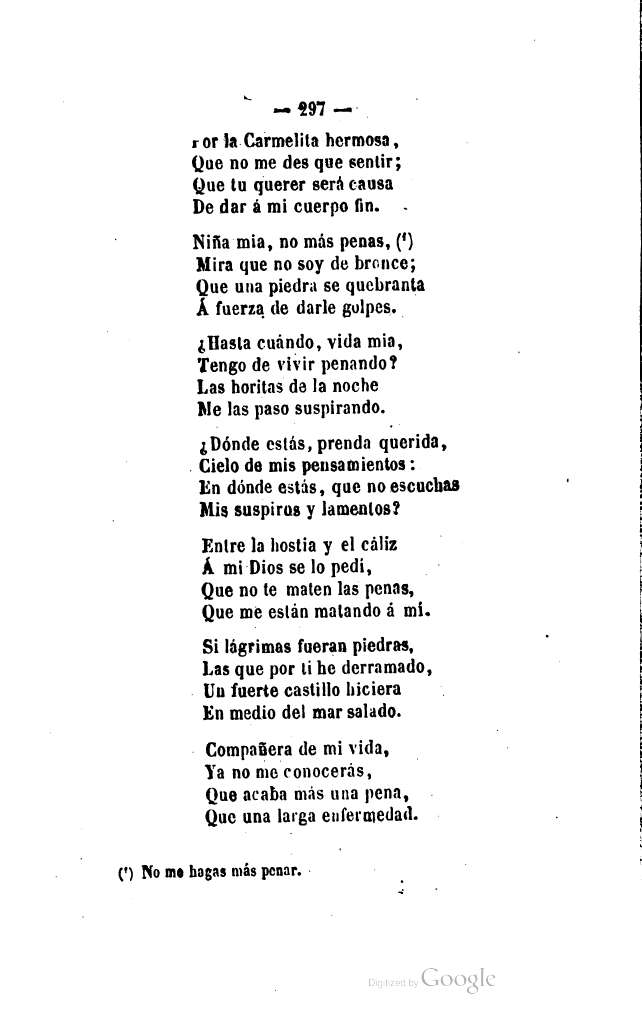 — 297 —
Por la Carmelita hermosa,
Que no me des que sentir;
Que tu querer será causa
De dar á mi cuerpo fin.
Niña mia, no más penas, (')
Mira que no soy de bronce;
Que una piedra se quebranta
Á fuerza de darle golpes.
¿Hasta cuándo, vida mia,
Tengo de vivir penando?
Las horitas de la noche
Me las paso suspirando.
¿Dónde estás, prenda querida,
Cielo de mis pensamientos:
En dónde estás, que no escuchas
Mis suspiros y lamentos?
Entre la hostia y el cáliz
Á mi Dios se lo pedí,
Que no te maten las penas,
Que me están matando á mí.
Si lágrimas fueran piedras,
Las que por ti he derramado,
Un fuerte castillo hiciera
En medio del mar salado.
Compañera de mi vida,
Ya no me conocerás,
Que acaba más una pena,
Que una larga enfermedad.
(') No me hagas más penar.
Digitized by Google